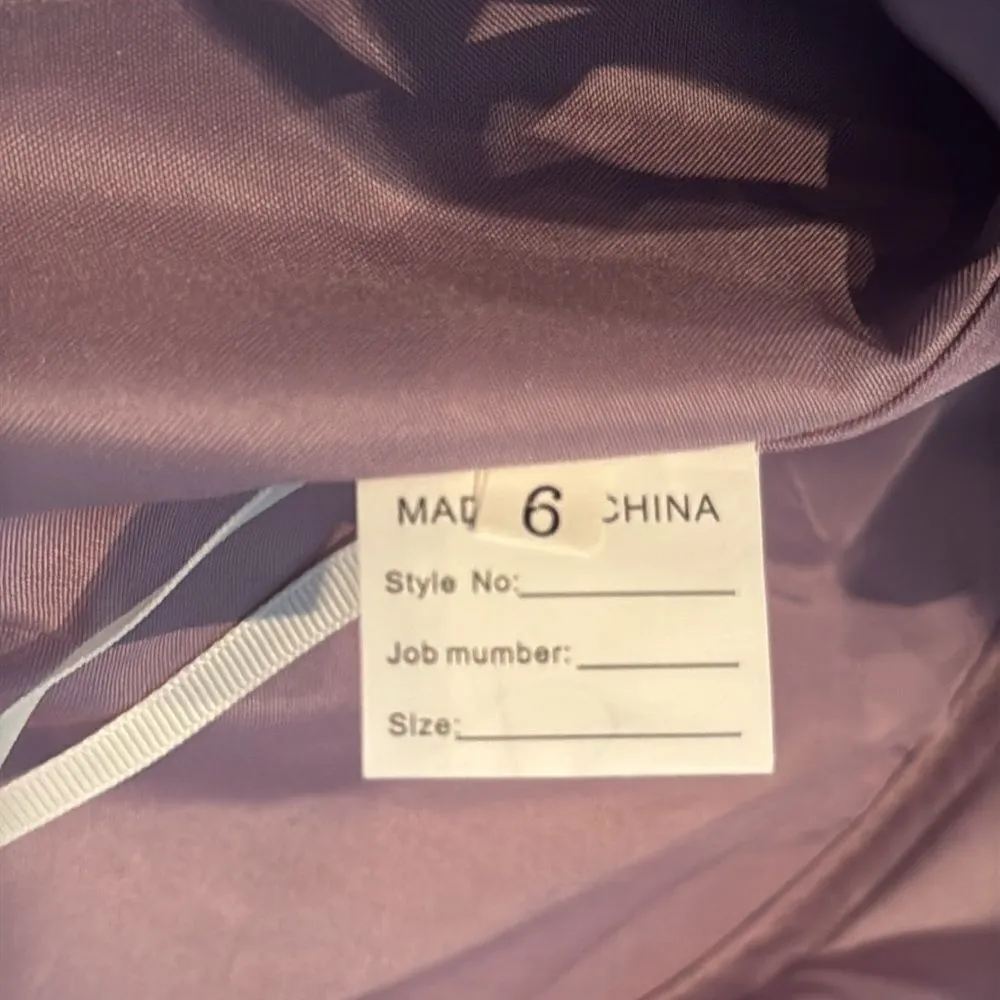 MAD 6 CHINA
Style No:
Job mumber:
Size: